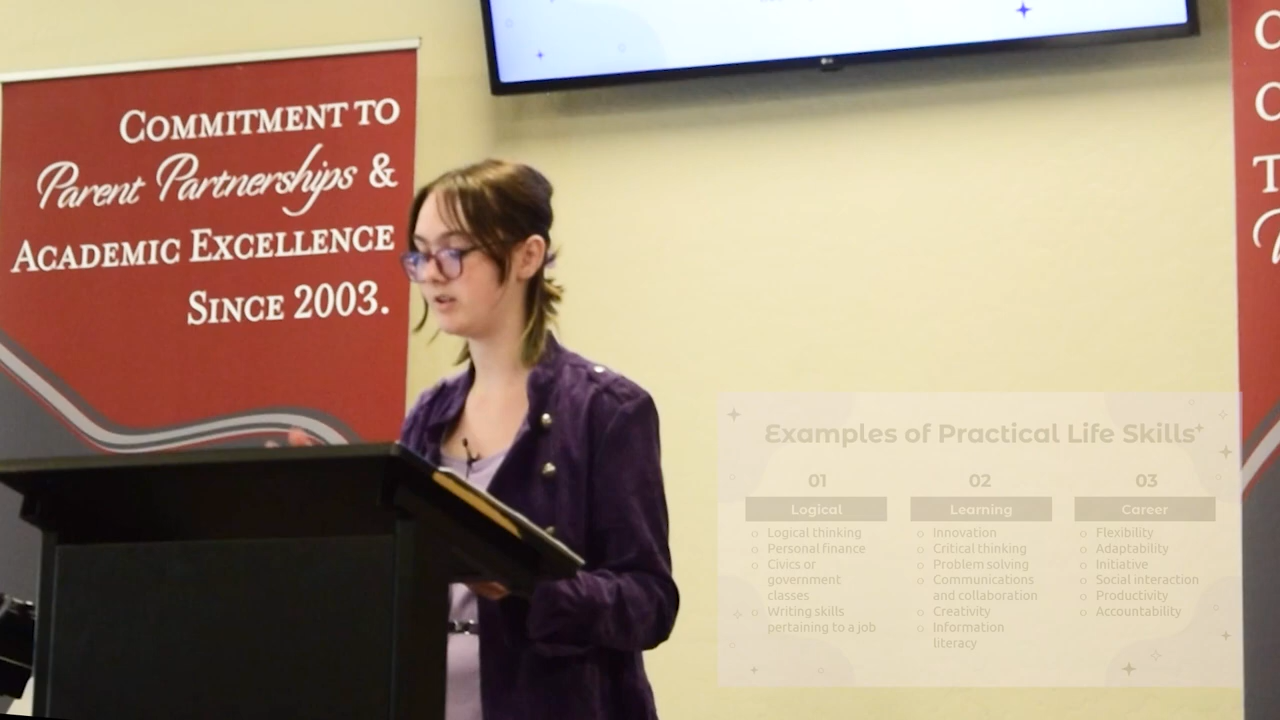 COMMITMENT TO
Parent Partnerships &
ACADEMIC EXCELLENCE
SINCE 2003.
LG
Examples of Practical Life Skills
01
02
03
Logical
Learning
Career
Logical thinking
Personal finance
Civics or
government
classes
Writing skills
pertaining to a job
Innovation
Critical thinking
Problem solving
Communications
and collaboration
Creativity
Information
literacy
Flexibility
Adaptability
Initiative
Social interaction
Productivity
Accountability
C
C
T